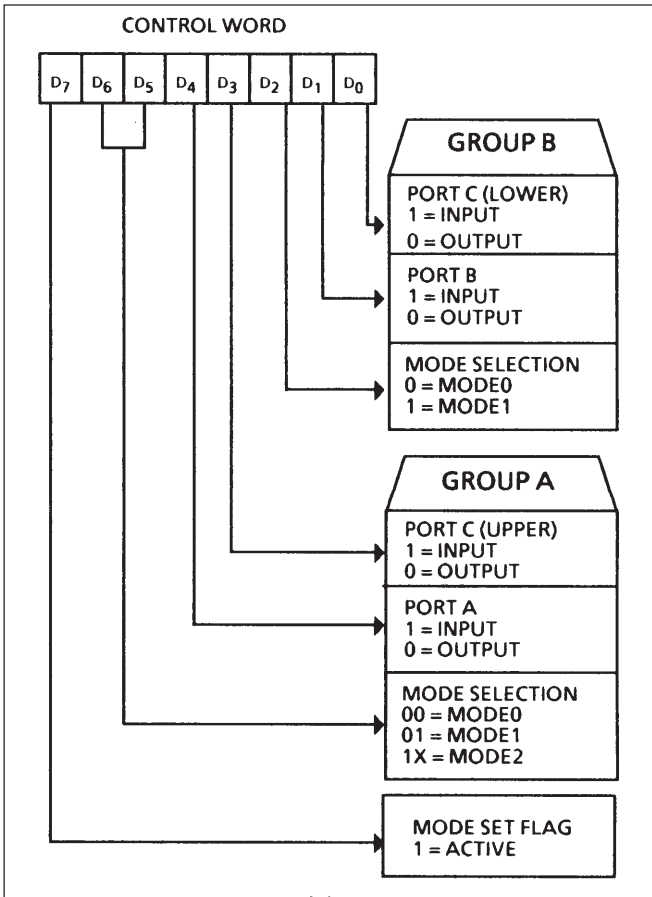 CONTROL WORD
D7 D6 D5 D4 D3 D2 D1 D0
GROUP B
PORT C (LOWER)
1 = INPUT
0 = OUTPUT
PORT B
1 = INPUT
0 = OUTPUT
MODE SELECTION
0 = MODE0
1 = MODE1
GROUP A
PORT C (UPPER)
1 = INPUT
0 = OUTPUT
PORT A
1 = INPUT
0 = OUTPUT
MODE SELECTION
00 = MODE0
01 = MODE1
1X = MODE2
MODE SET FLAG
1 = ACTIVE